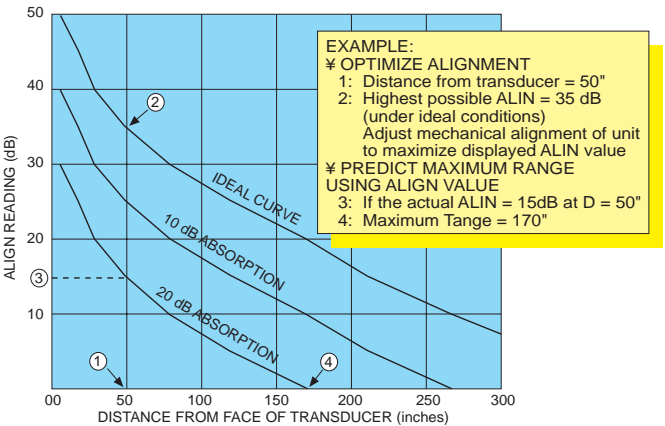 50
40
30
20
10
ALIGN READING (dB)
EXAMPLE:
¥ OPTIMIZE ALIGNMENT
1: Distance from transducer = 50"
2: Highest possible ALIN = 35 dB
(under ideal conditions)
Adjust mechanical alignment of unit
to maximize displayed ALIN value
¥ PREDICT MAXIMUM RANGE
USING ALIGN VALUE
3: If the actual ALIN = 15dB at D = 50"
4: Maximum Tange = 170"
2
IDEAL CURVE
10 dB ABSORPTION
20 dB ABSORPTION
3
1
4
00 50 100 150 200 250 300
DISTANCE FROM FACE OF TRANSDUCER (inches)